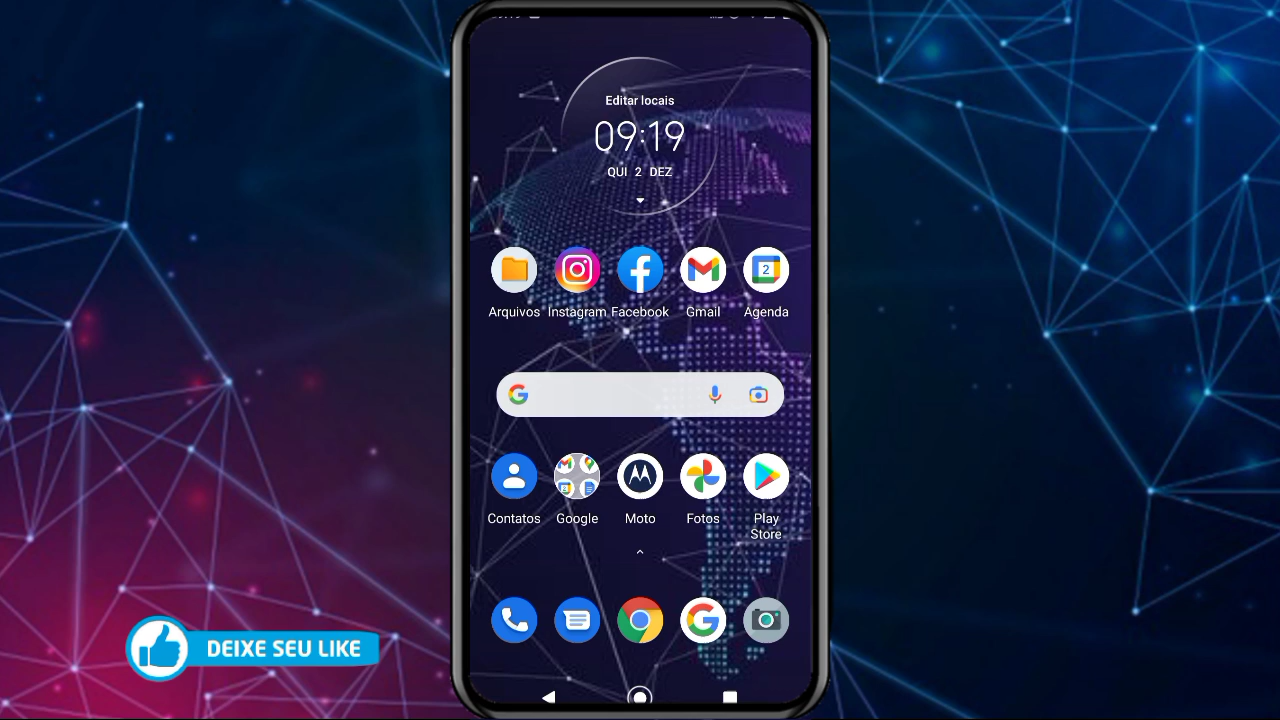 Editar locais
09:19
QUI 2 DEZ
Arquivos Instagram Facebook Gmail Agenda
2
Contatos Google Moto Fotos Play Store
DEIXE SEU LIKE